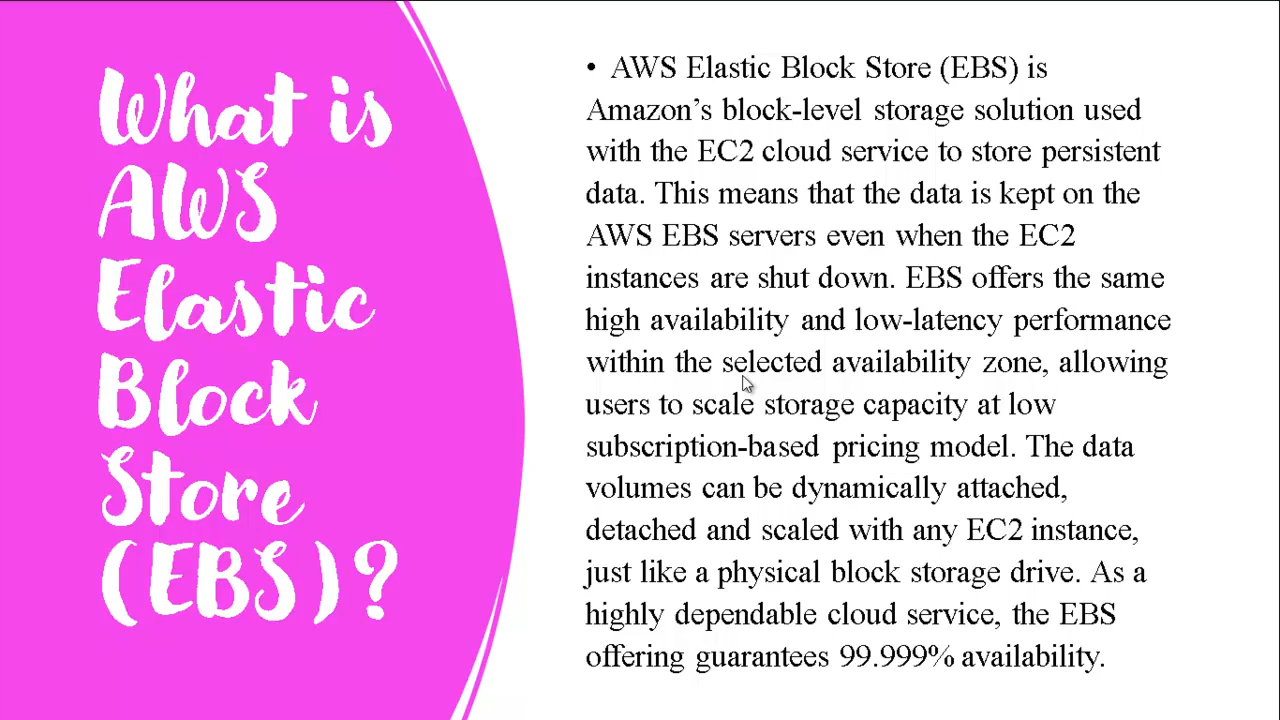 What is
AWS
Elastic
Block
Store
(EBS)?
• AWS Elastic Block Store (EBS) is
Amazon’s block-level storage solution used
with the EC2 cloud service to store persistent
data. This means that the data is kept on the
AWS EBS servers even when the EC2
instances are shut down. EBS offers the same
high availability and low-latency performance
within the selected availability zone, allowing
users to scale storage capacity at low
subscription-based pricing model. The data
volumes can be dynamically attached,
detached and scaled with any EC2 instance,
just like a physical block storage drive. As a
highly dependable cloud service, the EBS
offering guarantees 99.999% availability.